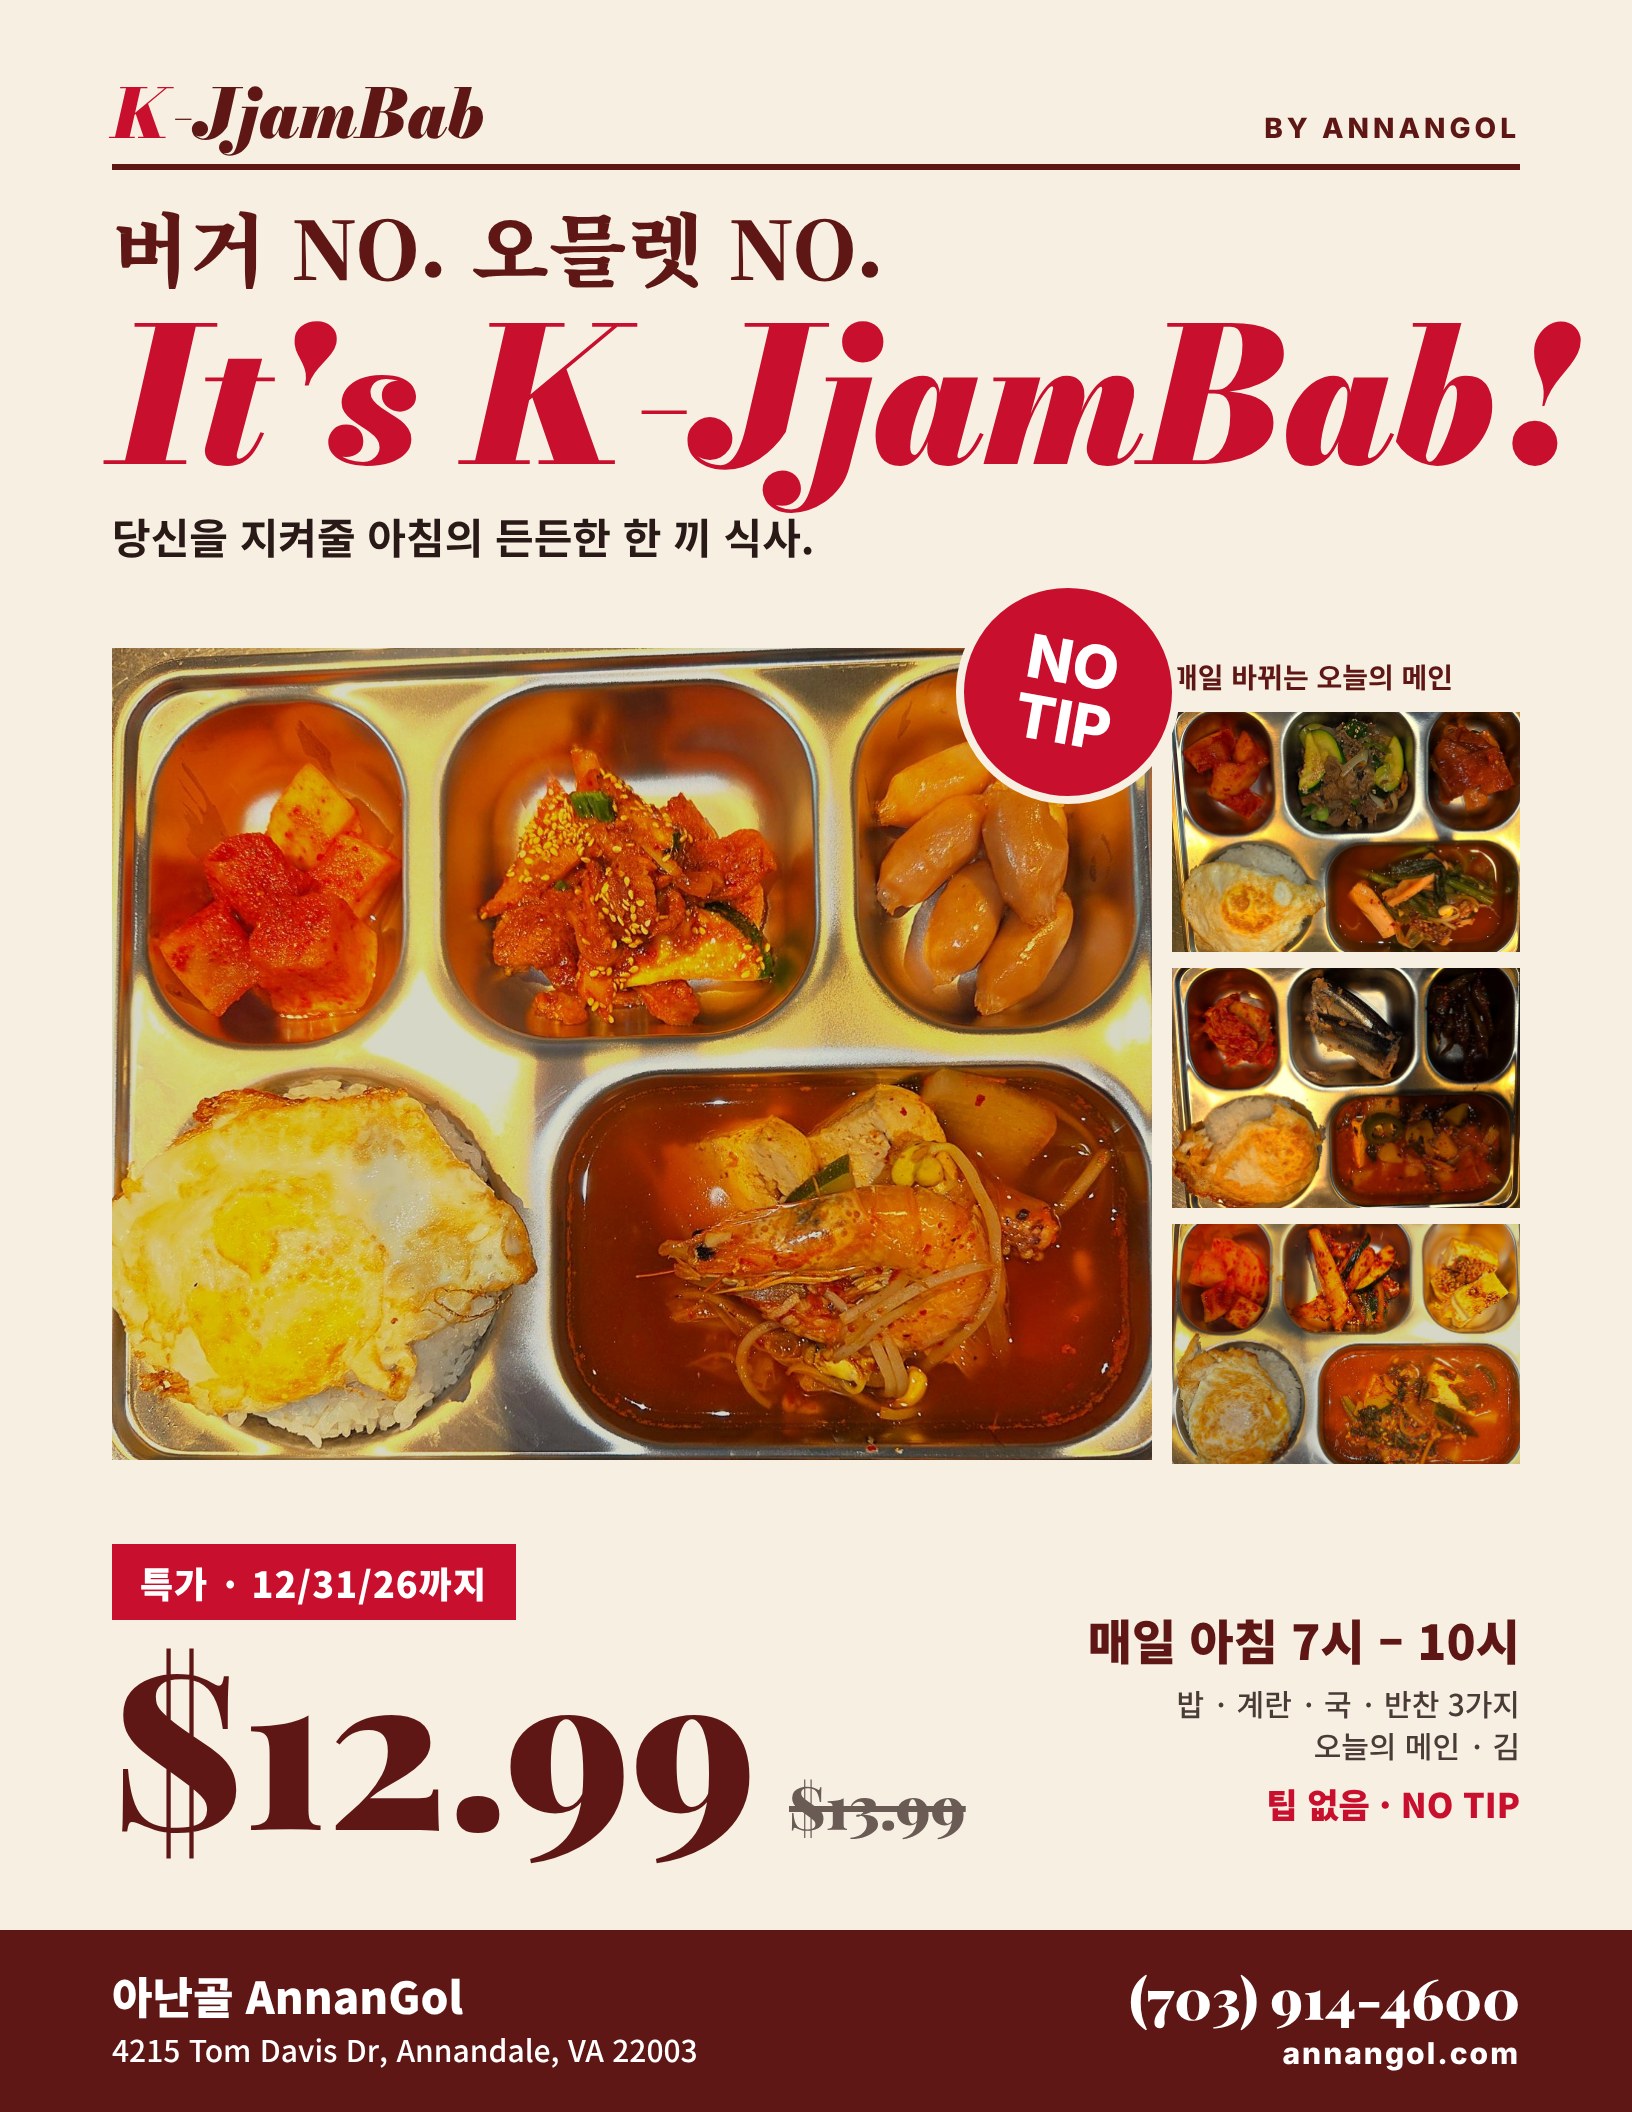 K-JjamBab
BY ANNANGOL
버거 NO. 오믈렛 NO.
It's K-JjamBab!
당신을 지켜줄 아침의 든든한 한 끼 식사.
NO
TIP
매일 바뀌는 오늘의 메인
특가 · 12/31/26까지
$12.99 $13.99
매일 아침 7시 – 10시
밥 · 계란 · 국 · 반찬 3가지
오늘의 메인 · 김
팁 없음 · NO TIP
아난골 AnnanGol
4215 Tom Davis Dr, Annandale, VA 22003
(703) 914-4600
annangol.com